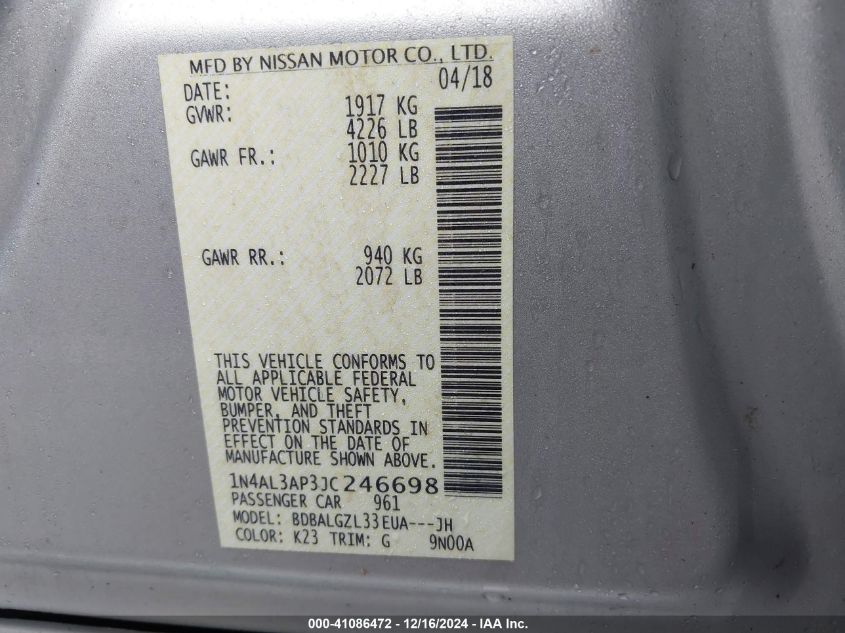 MFD BY NISSAN MOTOR CO., LTD.
DATE: 04/18
GVWR: 1917 KG
4226 LB
GAWR FR.: 1010 KG
2227 LB
GAWR RR.: 940 KG
2072 LB
THIS VEHICLE CONFORMS TO
ALL APPLICABLE FEDERAL
MOTOR VEHICLE SAFETY,
BUMPER, AND THEFT
PREVENTION STANDARDS IN
EFFECT ON THE DATE OF
MANUFACTURE SHOWN ABOVE.
1N4AL3AP3JC246698
PASSENGER CAR 961
MODEL: BDBALGZL33EUA---JH
COLOR: K23 TRIM: G 9N00A
000-41086472 - 12/16/2024 - IAA Inc.